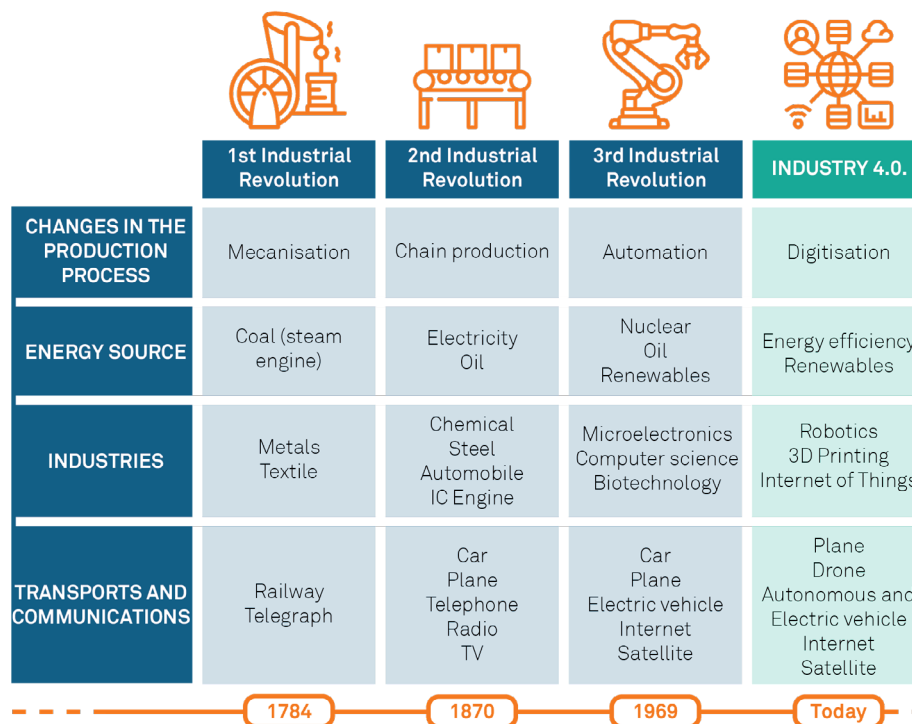 1st Industrial
Revolution
2nd Industrial
Revolution
3rd Industrial
Revolution
INDUSTRY 4.0.
CHANGES IN THE
PRODUCTION
PROCESS
Mecanisation
Chain production
Automation
Digitisation
ENERGY SOURCE
Coal (steam
engine)
Electricity
Oil
Nuclear
Oil
Renewables
Energy efficiency
Renewables
INDUSTRIES
Metals
Textile
Chemical
Steel
Automobile
IC Engine
Microelectronics
Computer science
Biotechnology
Robotics
3D Printing
Internet of Things
TRANSPORTS AND
COMMUNICATIONS
Railway
Telegraph
Car
Plane
Telephone
Radio
TV
Car
Plane
Electric vehicle
Internet
Satellite
Plane
Drone
Autonomous and
Electric vehicle
Internet
Satellite
1784
1870
1969
Today